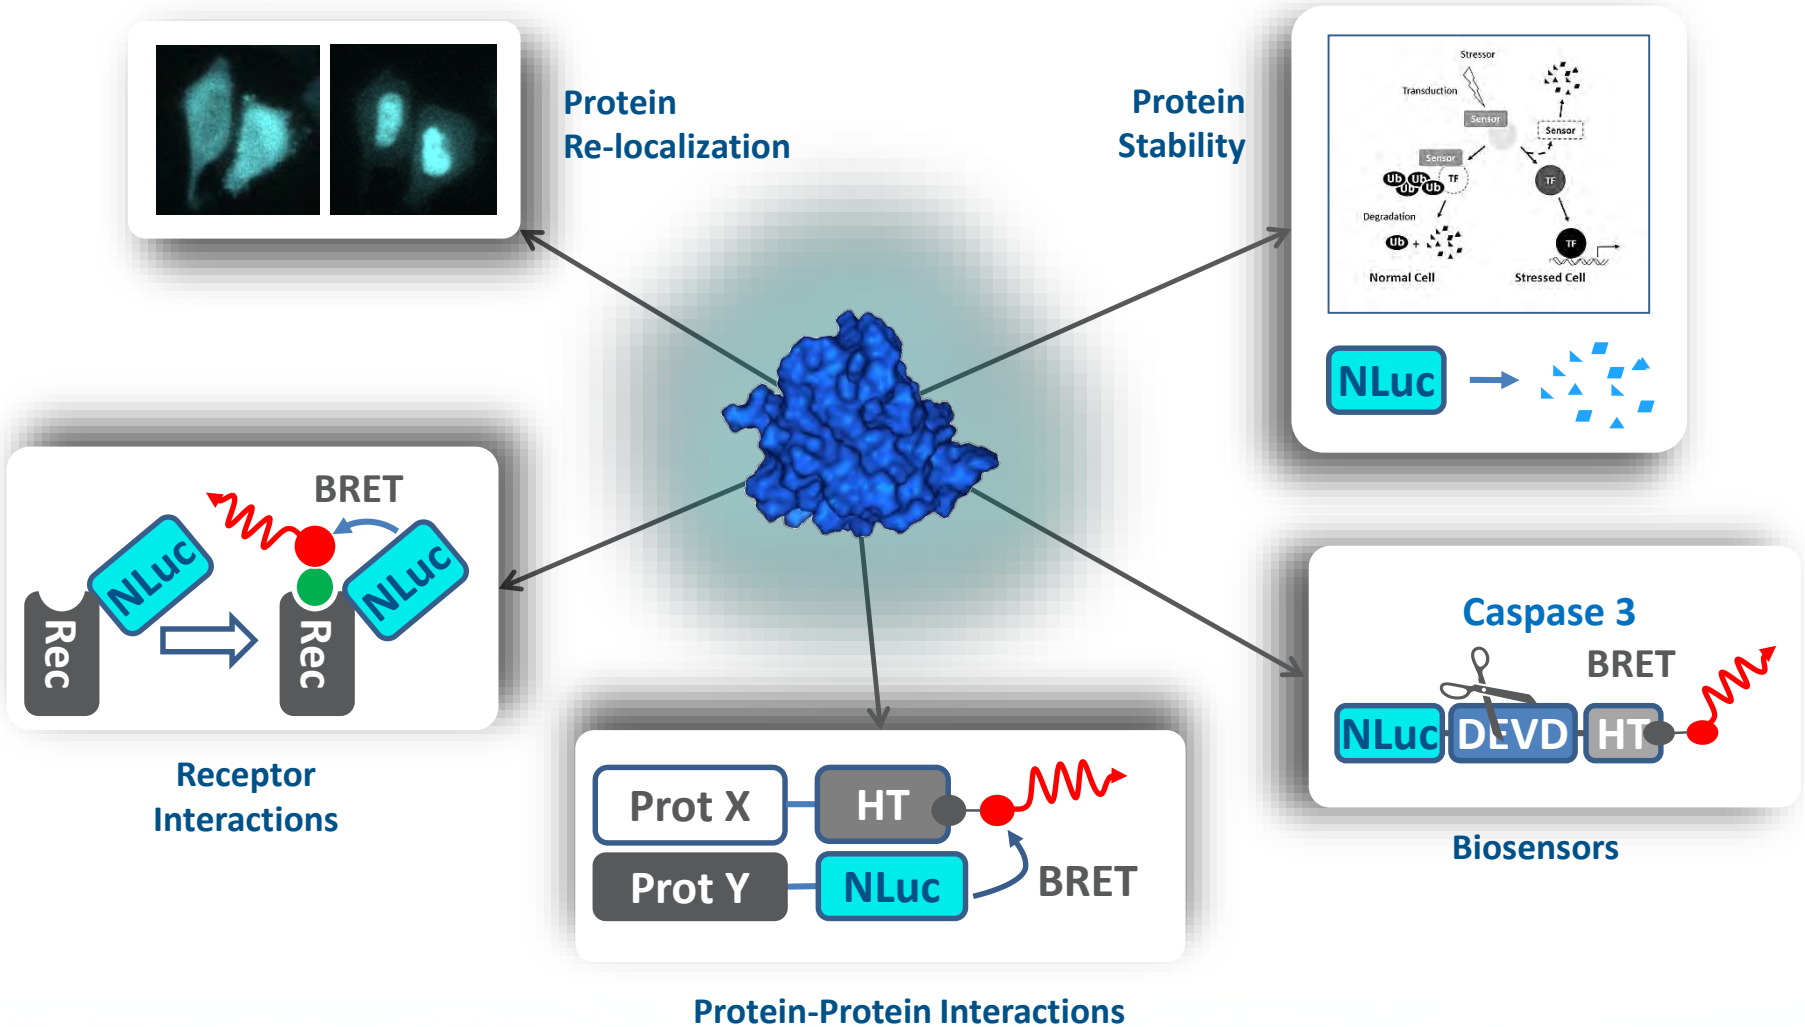 Protein
Re-localization
Protein
Stability
Stressor
Transduction
Sensor
Sensor
Sensor
Ub Ub Ub Ub
TF
TF
Degradation
Ub +
TF
Normal Cell
Stressed Cell
NLuc
BRET
NLuc
NLuc
Rec
Rec
Receptor
Interactions
Caspase 3
BRET
NLuc DEVD HT
Biosensors
Prot X HT
Prot Y NLuc
BRET
Protein-Protein Interactions